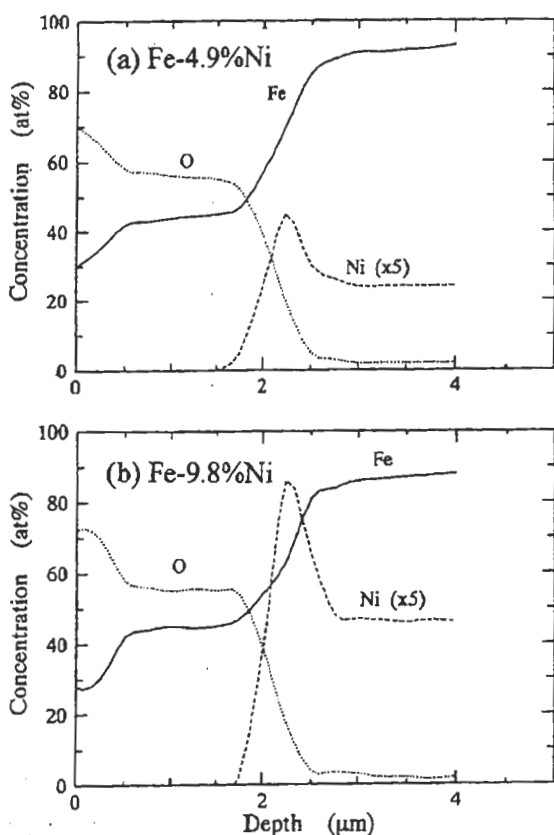 100
(a) Fe-4.9%Ni
Fe
80
O
60
Concentration (at%)
40
Ni (x5)
20
0
0
2
4
100
(b) Fe-9.8%Ni
Fe
80
O
60
Ni (x5)
Concentration (at%)
40
20
0
0
2
4
Depth (μm)